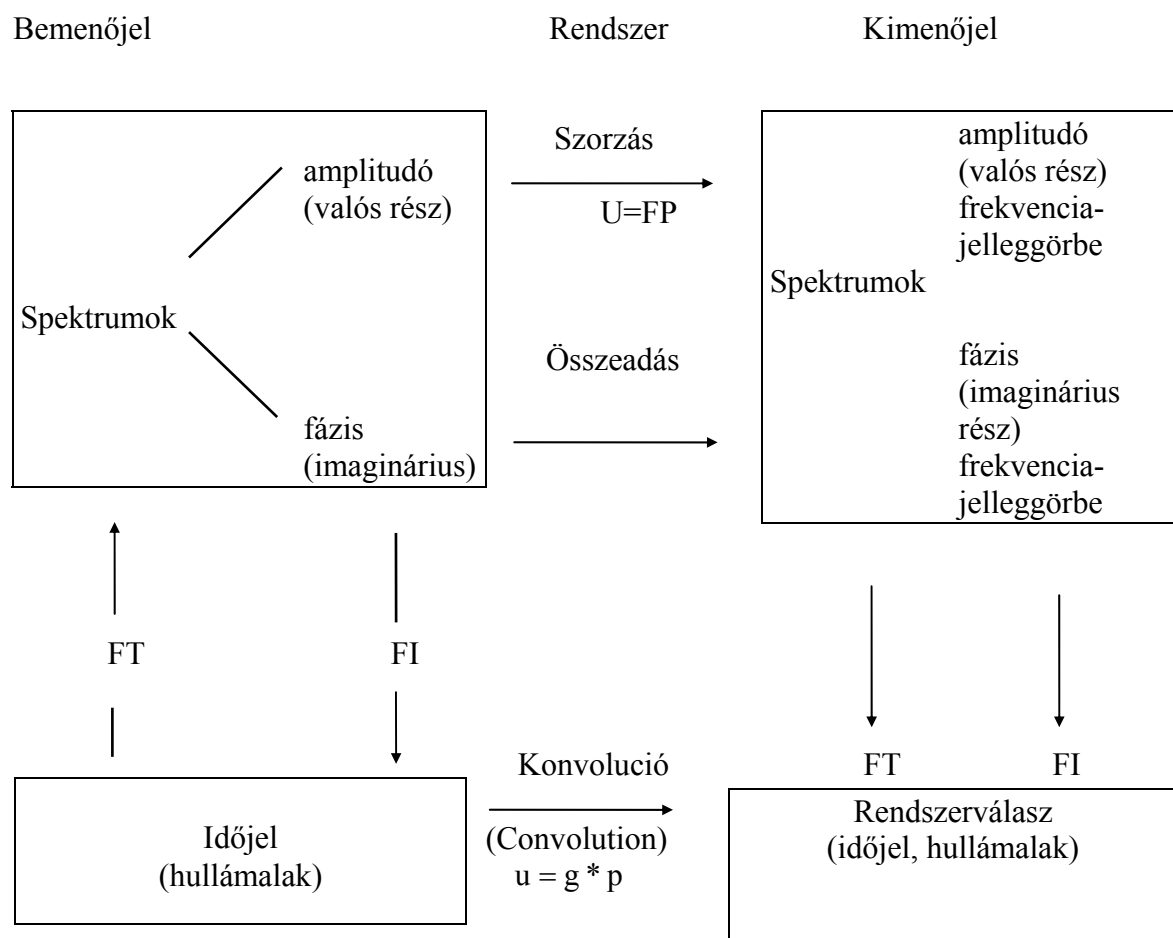 Bemenőjel
Rendszer
Kimenőjel
amplitudó
(valós rész)
Spektrumok
fázis
(imaginárius)
Szorzás
U=FP
Összeadás
amplitudó
(valós rész)
frekvencia-
jelleggörbe
Spektrumok
fázis
(imaginárius
rész)
frekvencia-
jelleggörbe
FT
FI
FT
FI
Időjel
(hullámalak)
Konvolució
(Convolution)
u = g * p
Rendszerválasz
(időjel, hullámalak)